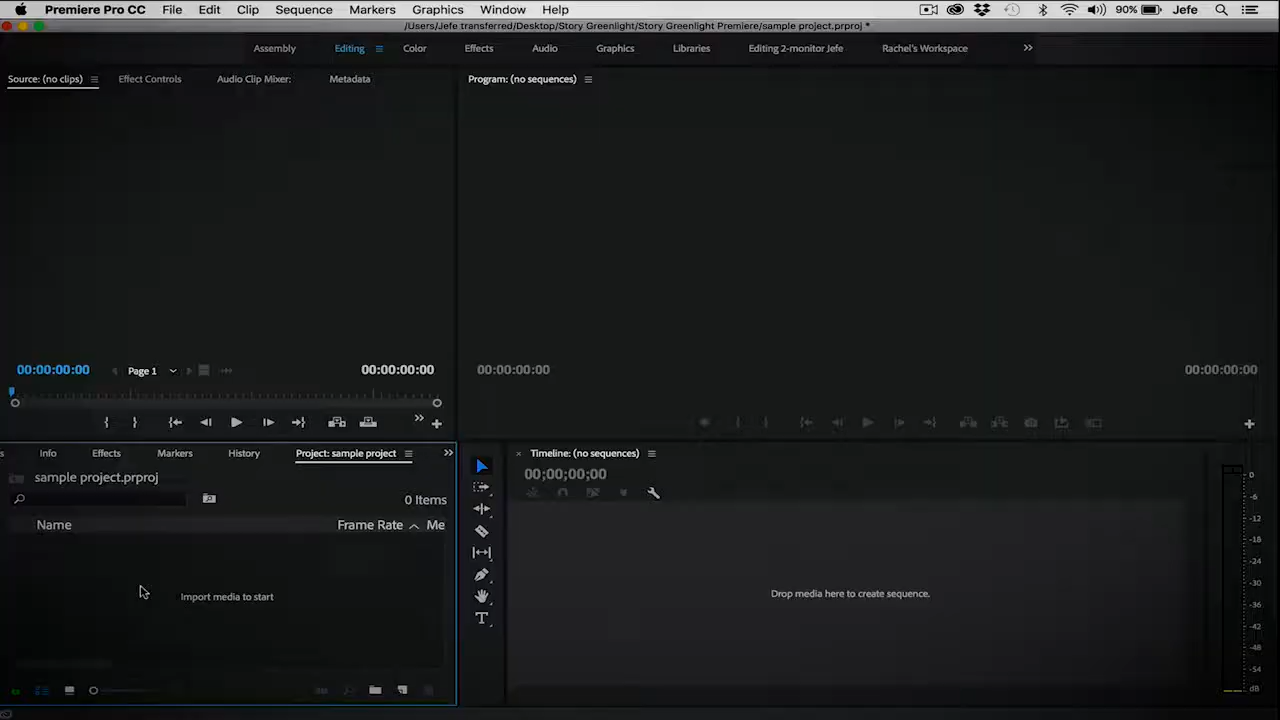 Premiere Pro CC File Edit Clip Sequence Markers Graphics Window Help 90% Jefe
/Users/Jefe transferred/Desktop/Story Greenlight/Story Greenlight Premiere/sample project.prproj *
Assembly Editing Color Effects Audio Graphics Libraries Editing 2-monitor Jefe Rachel's Workspace
Source: (no clips) Effect Controls Audio Clip Mixer: Metadata Program: (no sequences)
00:00:00:00 Page 1 00:00:00:00 00:00:00:00 00:00:00:00
s Info Effects Markers History Project: sample project Timeline: (no sequences)
sample project.prproj 00;00;00;00
0 Items
Name Frame Rate Me
Import media to start
Drop media here to create sequence.
0
-6
-12
-18
-24
-30
-36
-42
-48
-54
dB